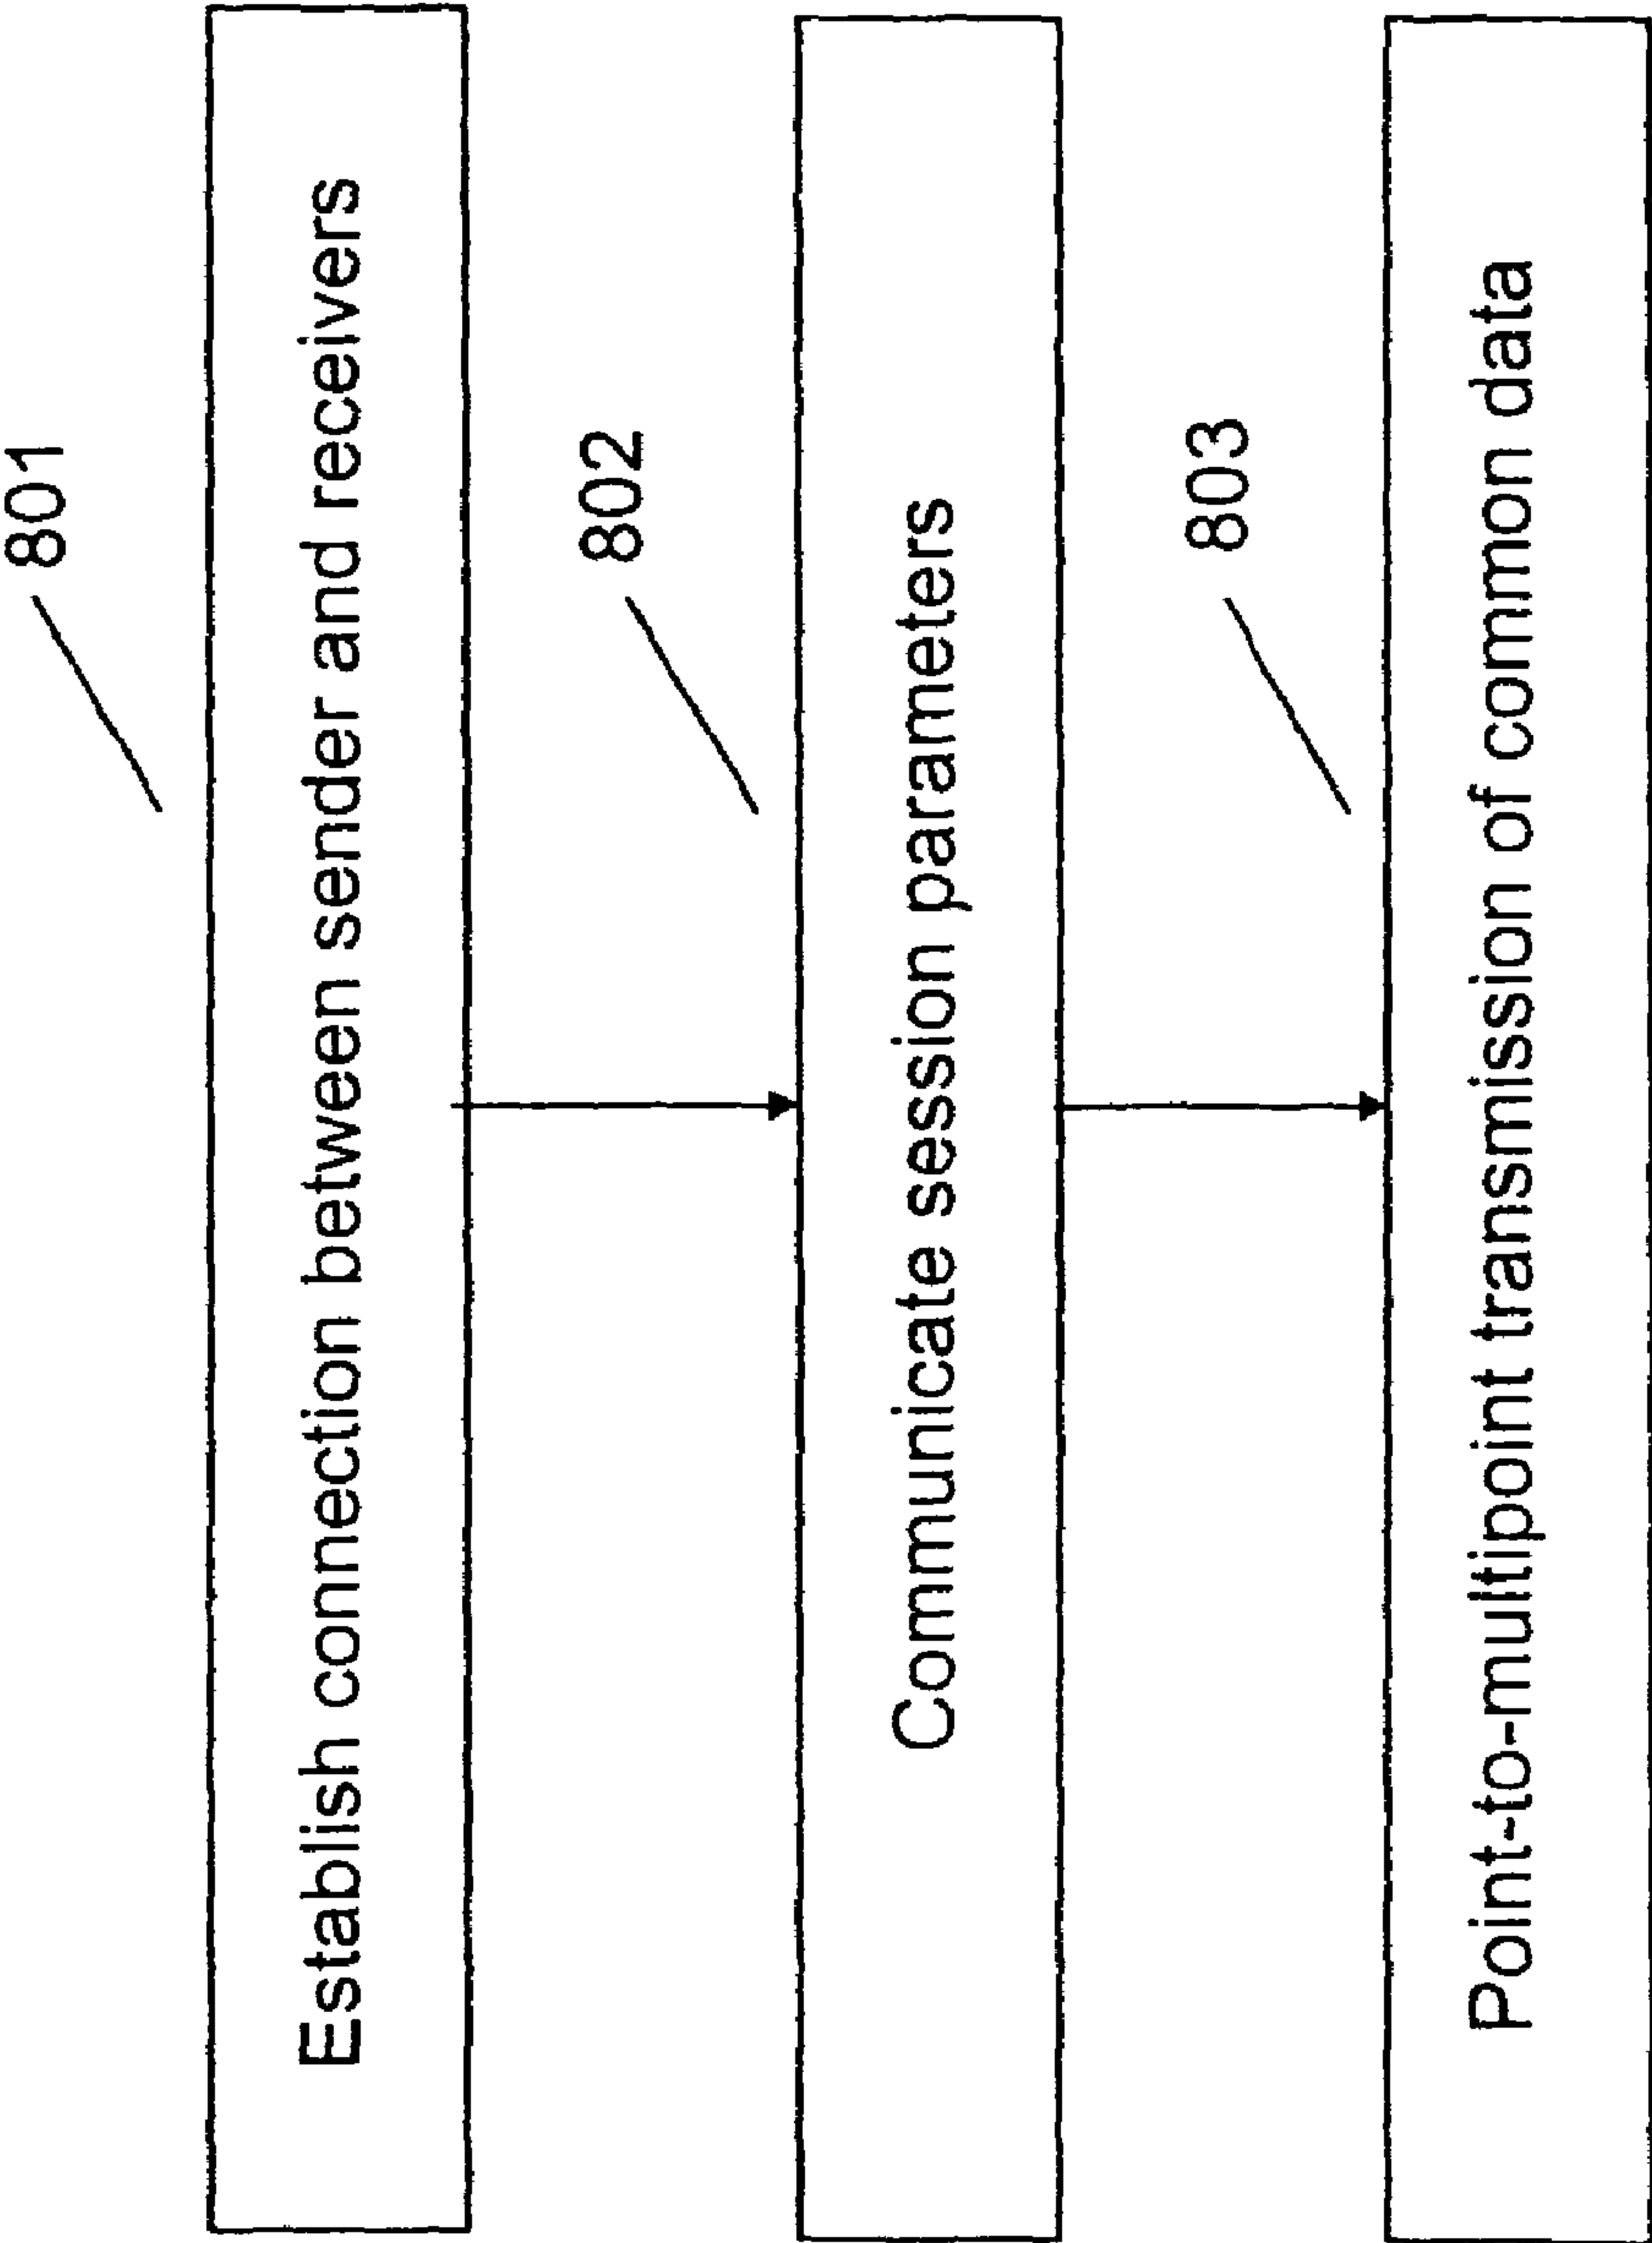 801
Establish connection between sender and receivers
802
Communicate session parameters
803
Point-to-multipoint transmission of common data